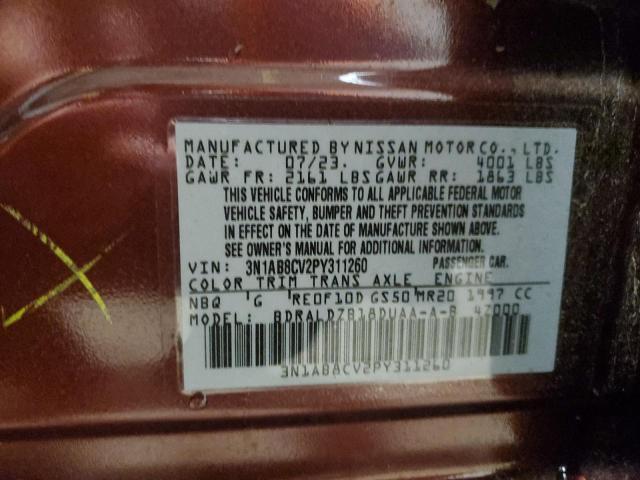 MANUFACTURED BY NISSAN MOTOR CO., LTD.
DATE: 07/23. GVWR: 4001 LBS
GAWR FR: 2161 LBS GAWR RR: 1863 LBS
THIS VEHICLE CONFORMS TO ALL APPLICABLE FEDERAL MOTOR
VEHICLE SAFETY, BUMPER AND THEFT PREVENTION STANDARDS
IN EFFECT ON THE DATE OF MANUFACTURE SHOWN ABOVE.
SEE OWNER'S MANUAL FOR ADDITIONAL INFORMATION.
VIN: 3N1AB8CV2PY311260 PASSENGER CAR.
COLOR TRIM TRANS AXLE ENGINE
NBQ G RE0F10D GS50 MR20 1997 CC
MODEL: BDRALDZB18DUAA-A-B 4Z000
3N1AB8CV2PY311260